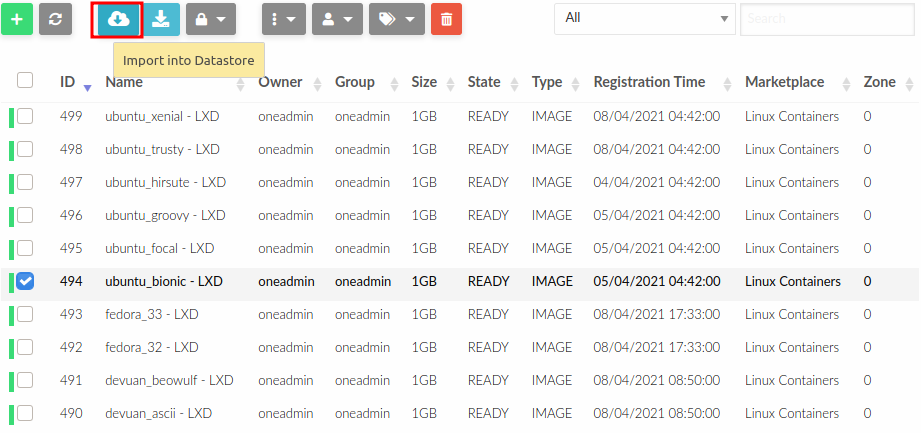 All
Search
Import into Datastore
ID Name Owner Group Size State Type Registration Time Marketplace Zone
499 ubuntu_xenial - LXD oneadmin oneadmin 1GB READY IMAGE 08/04/2021 04:42:00 Linux Containers 0
498 ubuntu_trusty - LXD oneadmin oneadmin 1GB READY IMAGE 08/04/2021 04:42:00 Linux Containers 0
497 ubuntu_hirsute - LXD oneadmin oneadmin 1GB READY IMAGE 04/04/2021 04:42:00 Linux Containers 0
496 ubuntu_groovy - LXD oneadmin oneadmin 1GB READY IMAGE 05/04/2021 04:42:00 Linux Containers 0
495 ubuntu_focal - LXD oneadmin oneadmin 1GB READY IMAGE 05/04/2021 04:42:00 Linux Containers 0
494 ubuntu_bionic - LXD oneadmin oneadmin 1GB READY IMAGE 05/04/2021 04:42:00 Linux Containers 0
493 fedora_33 - LXD oneadmin oneadmin 1GB READY IMAGE 08/04/2021 17:33:00 Linux Containers 0
492 fedora_32 - LXD oneadmin oneadmin 1GB READY IMAGE 08/04/2021 17:33:00 Linux Containers 0
491 devuan_beowulf - LXD oneadmin oneadmin 1GB READY IMAGE 08/04/2021 08:50:00 Linux Containers 0
490 devuan_ascii - LXD oneadmin oneadmin 1GB READY IMAGE 08/04/2021 08:50:00 Linux Containers 0